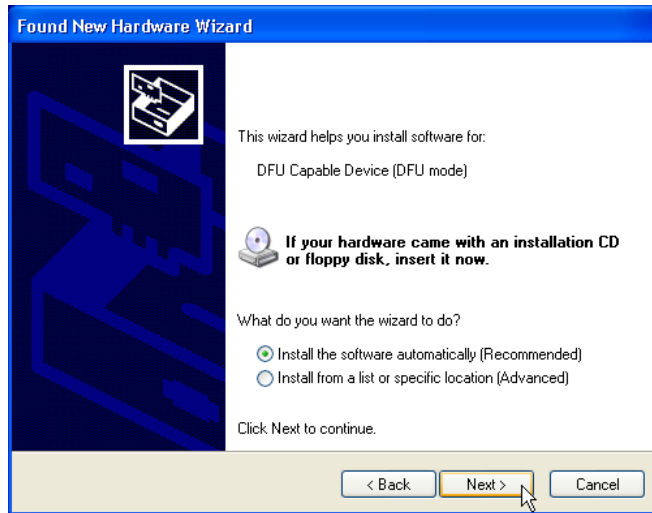 Found New Hardware Wizard
This wizard helps you install software for:
DFU Capable Device (DFU mode)
If your hardware came with an installation CD
or floppy disk, insert it now.
What do you want the wizard to do?
Install the software automatically (Recommended)
Install from a list or specific location (Advanced)
Click Next to continue.
< Back Next > Cancel